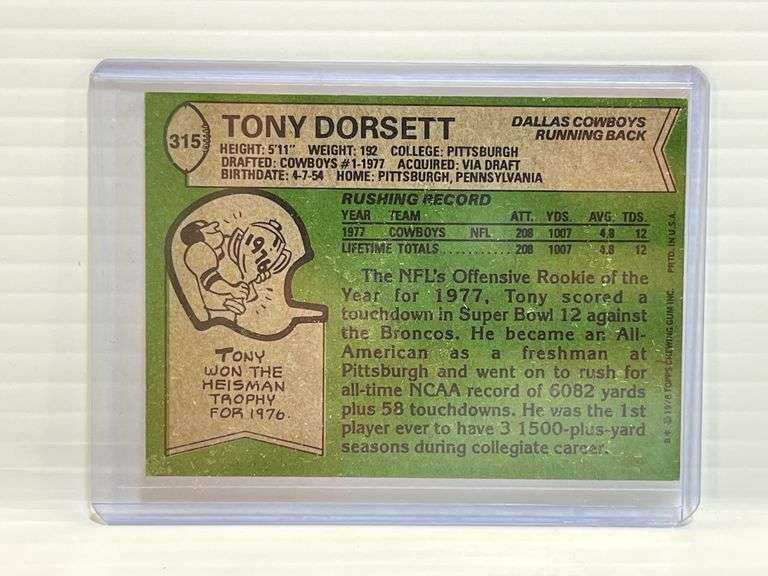 315
TONY DORSETT
DALLAS COWBOYS
RUNNING BACK
HEIGHT: 5'11" WEIGHT: 192 COLLEGE: PITTSBURGH
DRAFTED: COWBOYS #1-1977 ACQUIRED: VIA DRAFT
BIRTHDATE: 4-7-54 HOME: PITTSBURGH, PENNSYLVANIA
RUSHING RECORD
YEAR TEAM ATT. YDS. AVG. TDS.
1977 COWBOYS NFL 208 1007 4.8 12
LIFETIME TOTALS 208 1007 4.8 12
1976
TONY
WON THE
HEISMAN
TROPHY
FOR 1976.
The NFL's Offensive Rookie of the
Year for 1977, Tony scored a
touchdown in Super Bowl 12 against
the Broncos. He became an All-
American as a freshman at
Pittsburgh and went on to rush for
all-time NCAA record of 6082 yards
plus 58 touchdowns. He was the 1st
player ever to have 3 1500-plus-yard
seasons during collegiate career.
B* © 1978 TOPPS CHEWING GUM INC. PRTD. IN U.S.A.